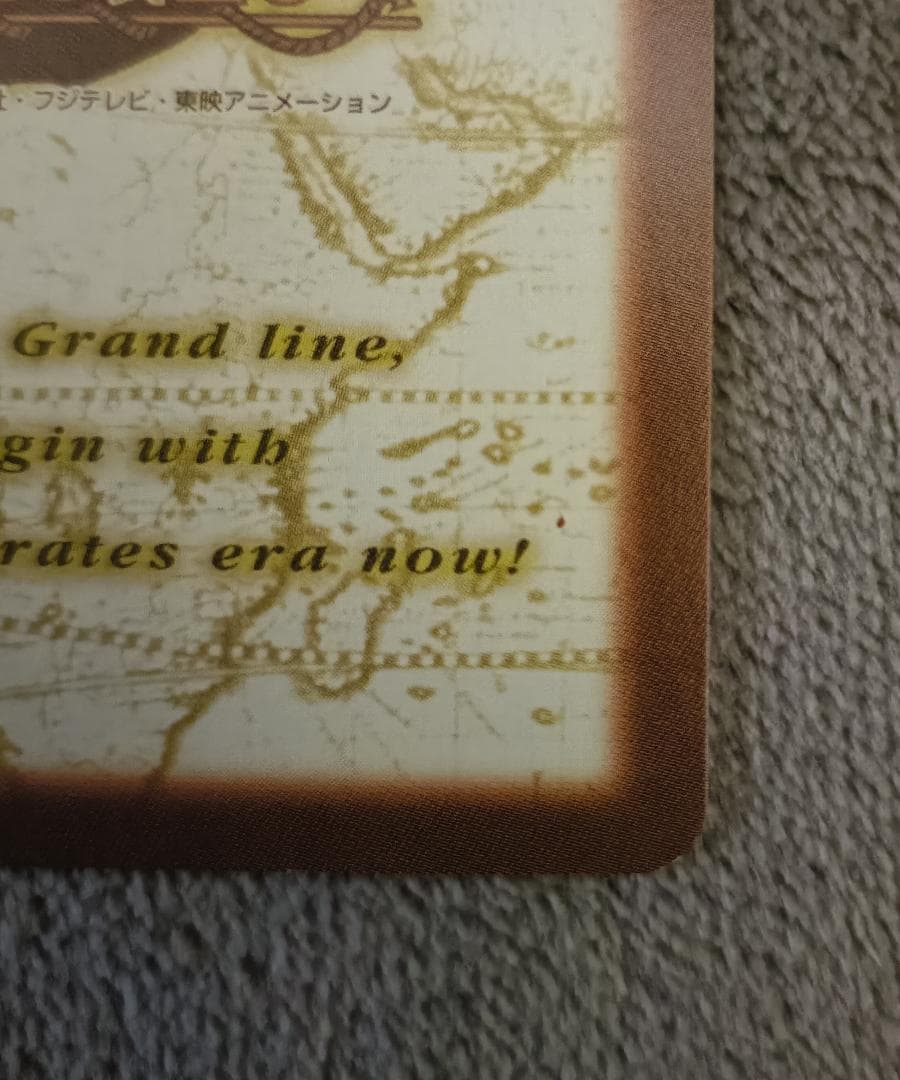 社・フジテレビ・東映アニメーション
Grand line,
gin with
rates era now!